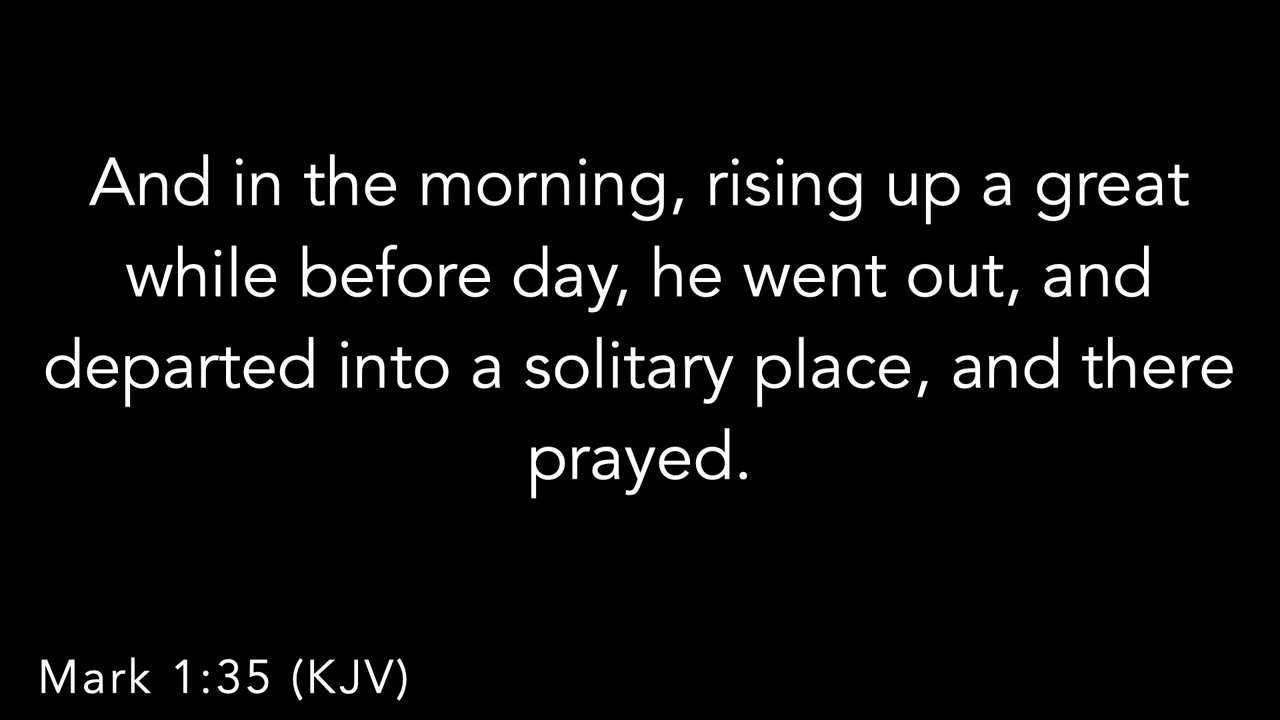 And in the morning, rising up a great
while before day, he went out, and
departed into a solitary place, and there
prayed.
Mark 1:35 (KJV)